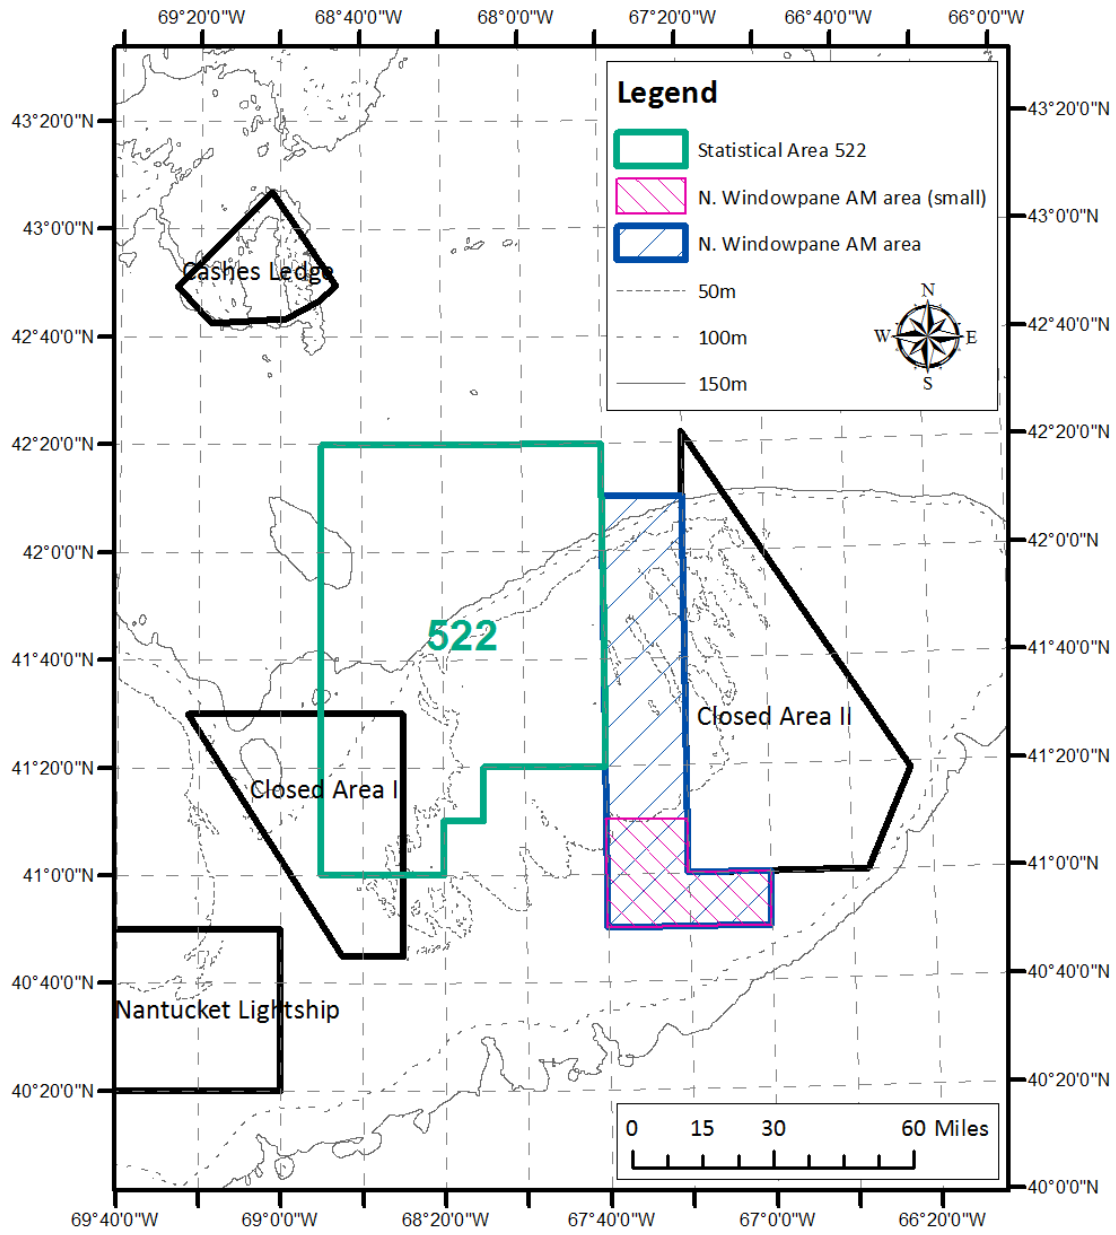 69°20'0"W 68°40'0"W 68°0'0"W 67°20'0"W 66°40'0"W 66°0'0"W
Legend
Statistical Area 522
N. Windowpane AM area (small)
N. Windowpane AM area
50m
100m
150m
N
W E
S
43°20'0"N 43°20'0"N
43°0'0"N 43°0'0"N
Cashes Ledge
42°40'0"N 42°40'0"N
42°20'0"N 42°20'0"N
42°0'0"N 42°0'0"N
522
41°40'0"N 41°40'0"N
Closed Area II
41°20'0"N 41°20'0"N
Closed Area I
41°0'0"N 41°0'0"N
40°40'0"N 40°40'0"N
Nantucket Lightship
40°20'0"N 40°20'0"N
0 15 30 60 Miles
40°0'0"N
69°40'0"W 69°0'0"W 68°20'0"W 67°40'0"W 67°0'0"W 66°20'0"W